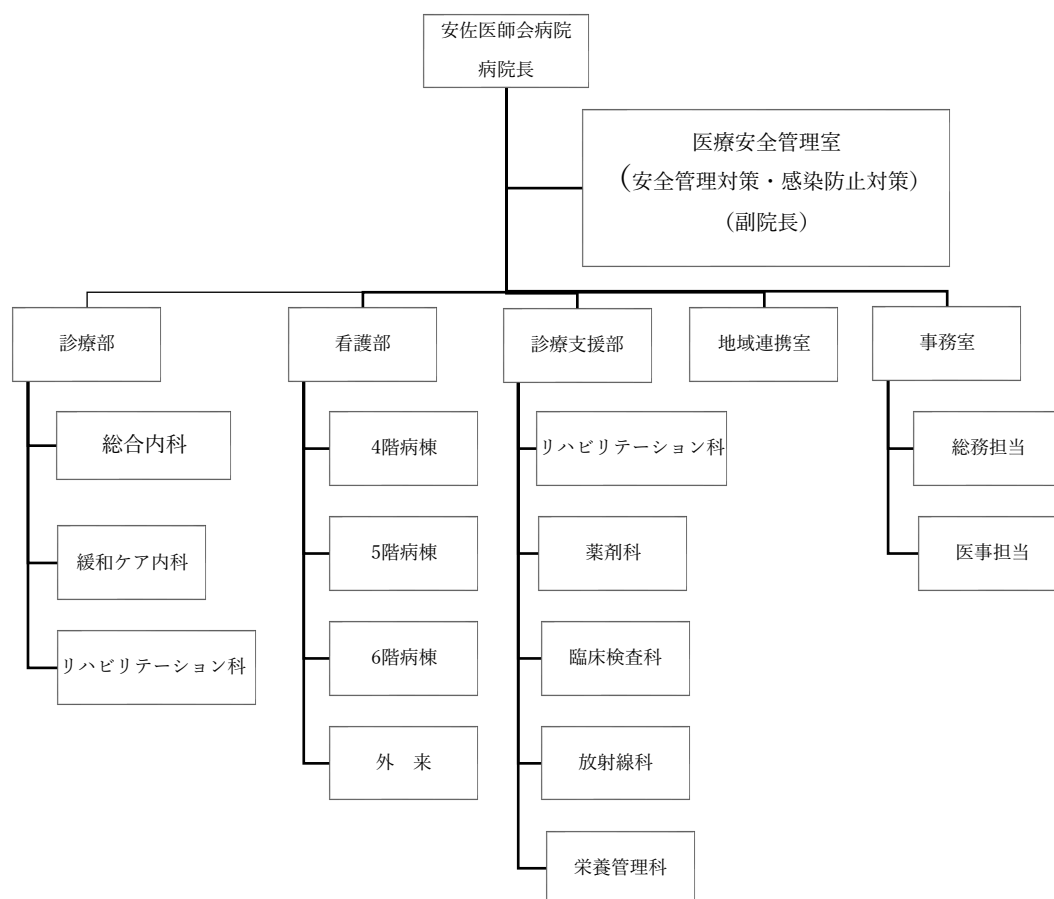 安佐医師会病院
病院長
医療安全管理室
(安全管理対策・感染防止対策)
(副院長)
診療部
看護部
診療支援部
地域連携室
事務室
総合内科
緩和ケア内科
リハビリテーション科
4階病棟
5階病棟
6階病棟
外　来
リハビリテーション科
薬剤科
臨床検査科
放射線科
栄養管理科
総務担当
医事担当